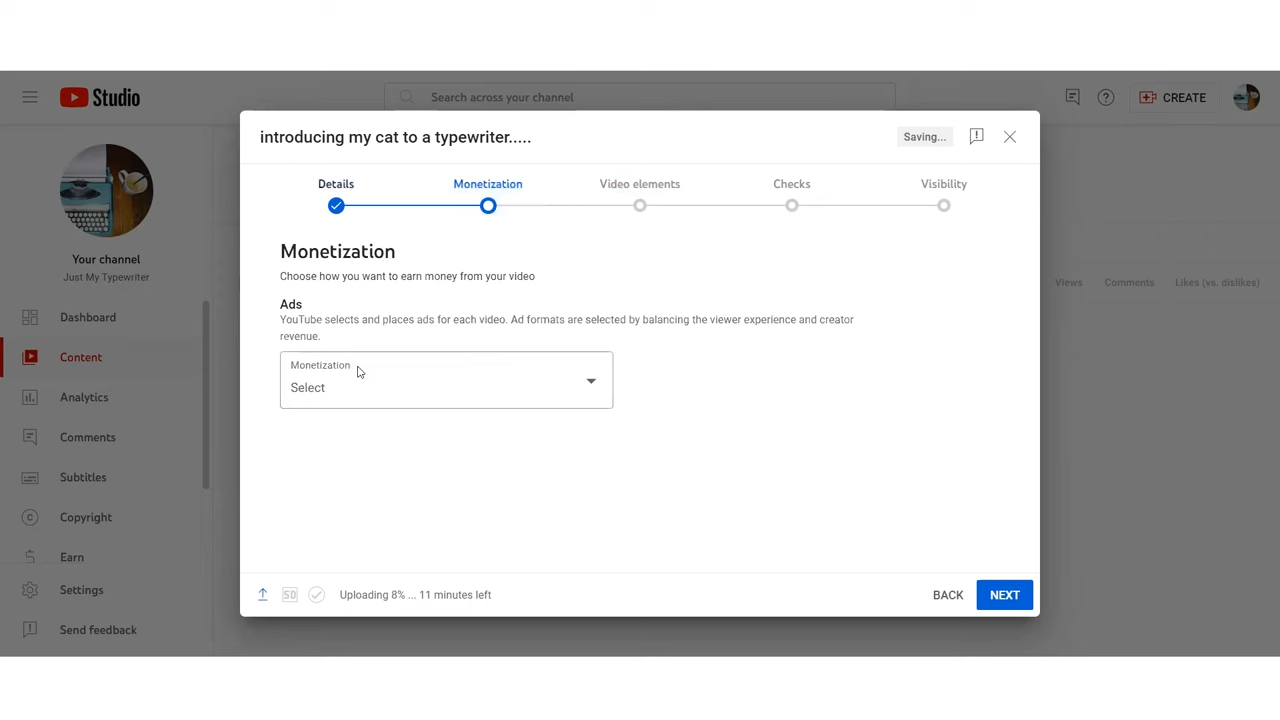 Studio
Search across your channel
CREATE
introducing my cat to a typewriter.....
Saving...
Details
Monetization
Video elements
Checks
Visibility
Your channel
Just My Typewriter
Dashboard
Content
Analytics
Comments
Subtitles
Copyright
Earn
Settings
Send feedback
Monetization
Choose how you want to earn money from your video
Ads
YouTube selects and places ads for each video. Ad formats are selected by balancing the viewer experience and creator
revenue.
Monetization
Select
Views
Comments
Likes (vs. dislikes)
SD
Uploading 8% ... 11 minutes left
BACK
NEXT